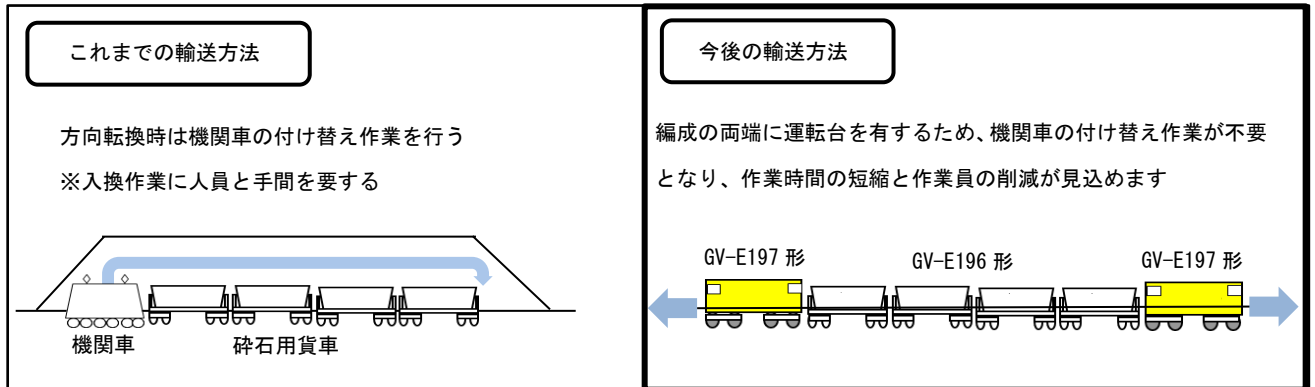 これまでの輸送方法
方向転換時は機関車の付け替え作業を行う
※入換作業に人員と手間を要する
機関車
砕石用貨車
今後の輸送方法
編成の両端に運転台を有するため、機関車の付け替え作業が不要
となり、作業時間の短縮と作業員の削減が見込めます
GV-E197 形
GV-E196 形
GV-E197 形